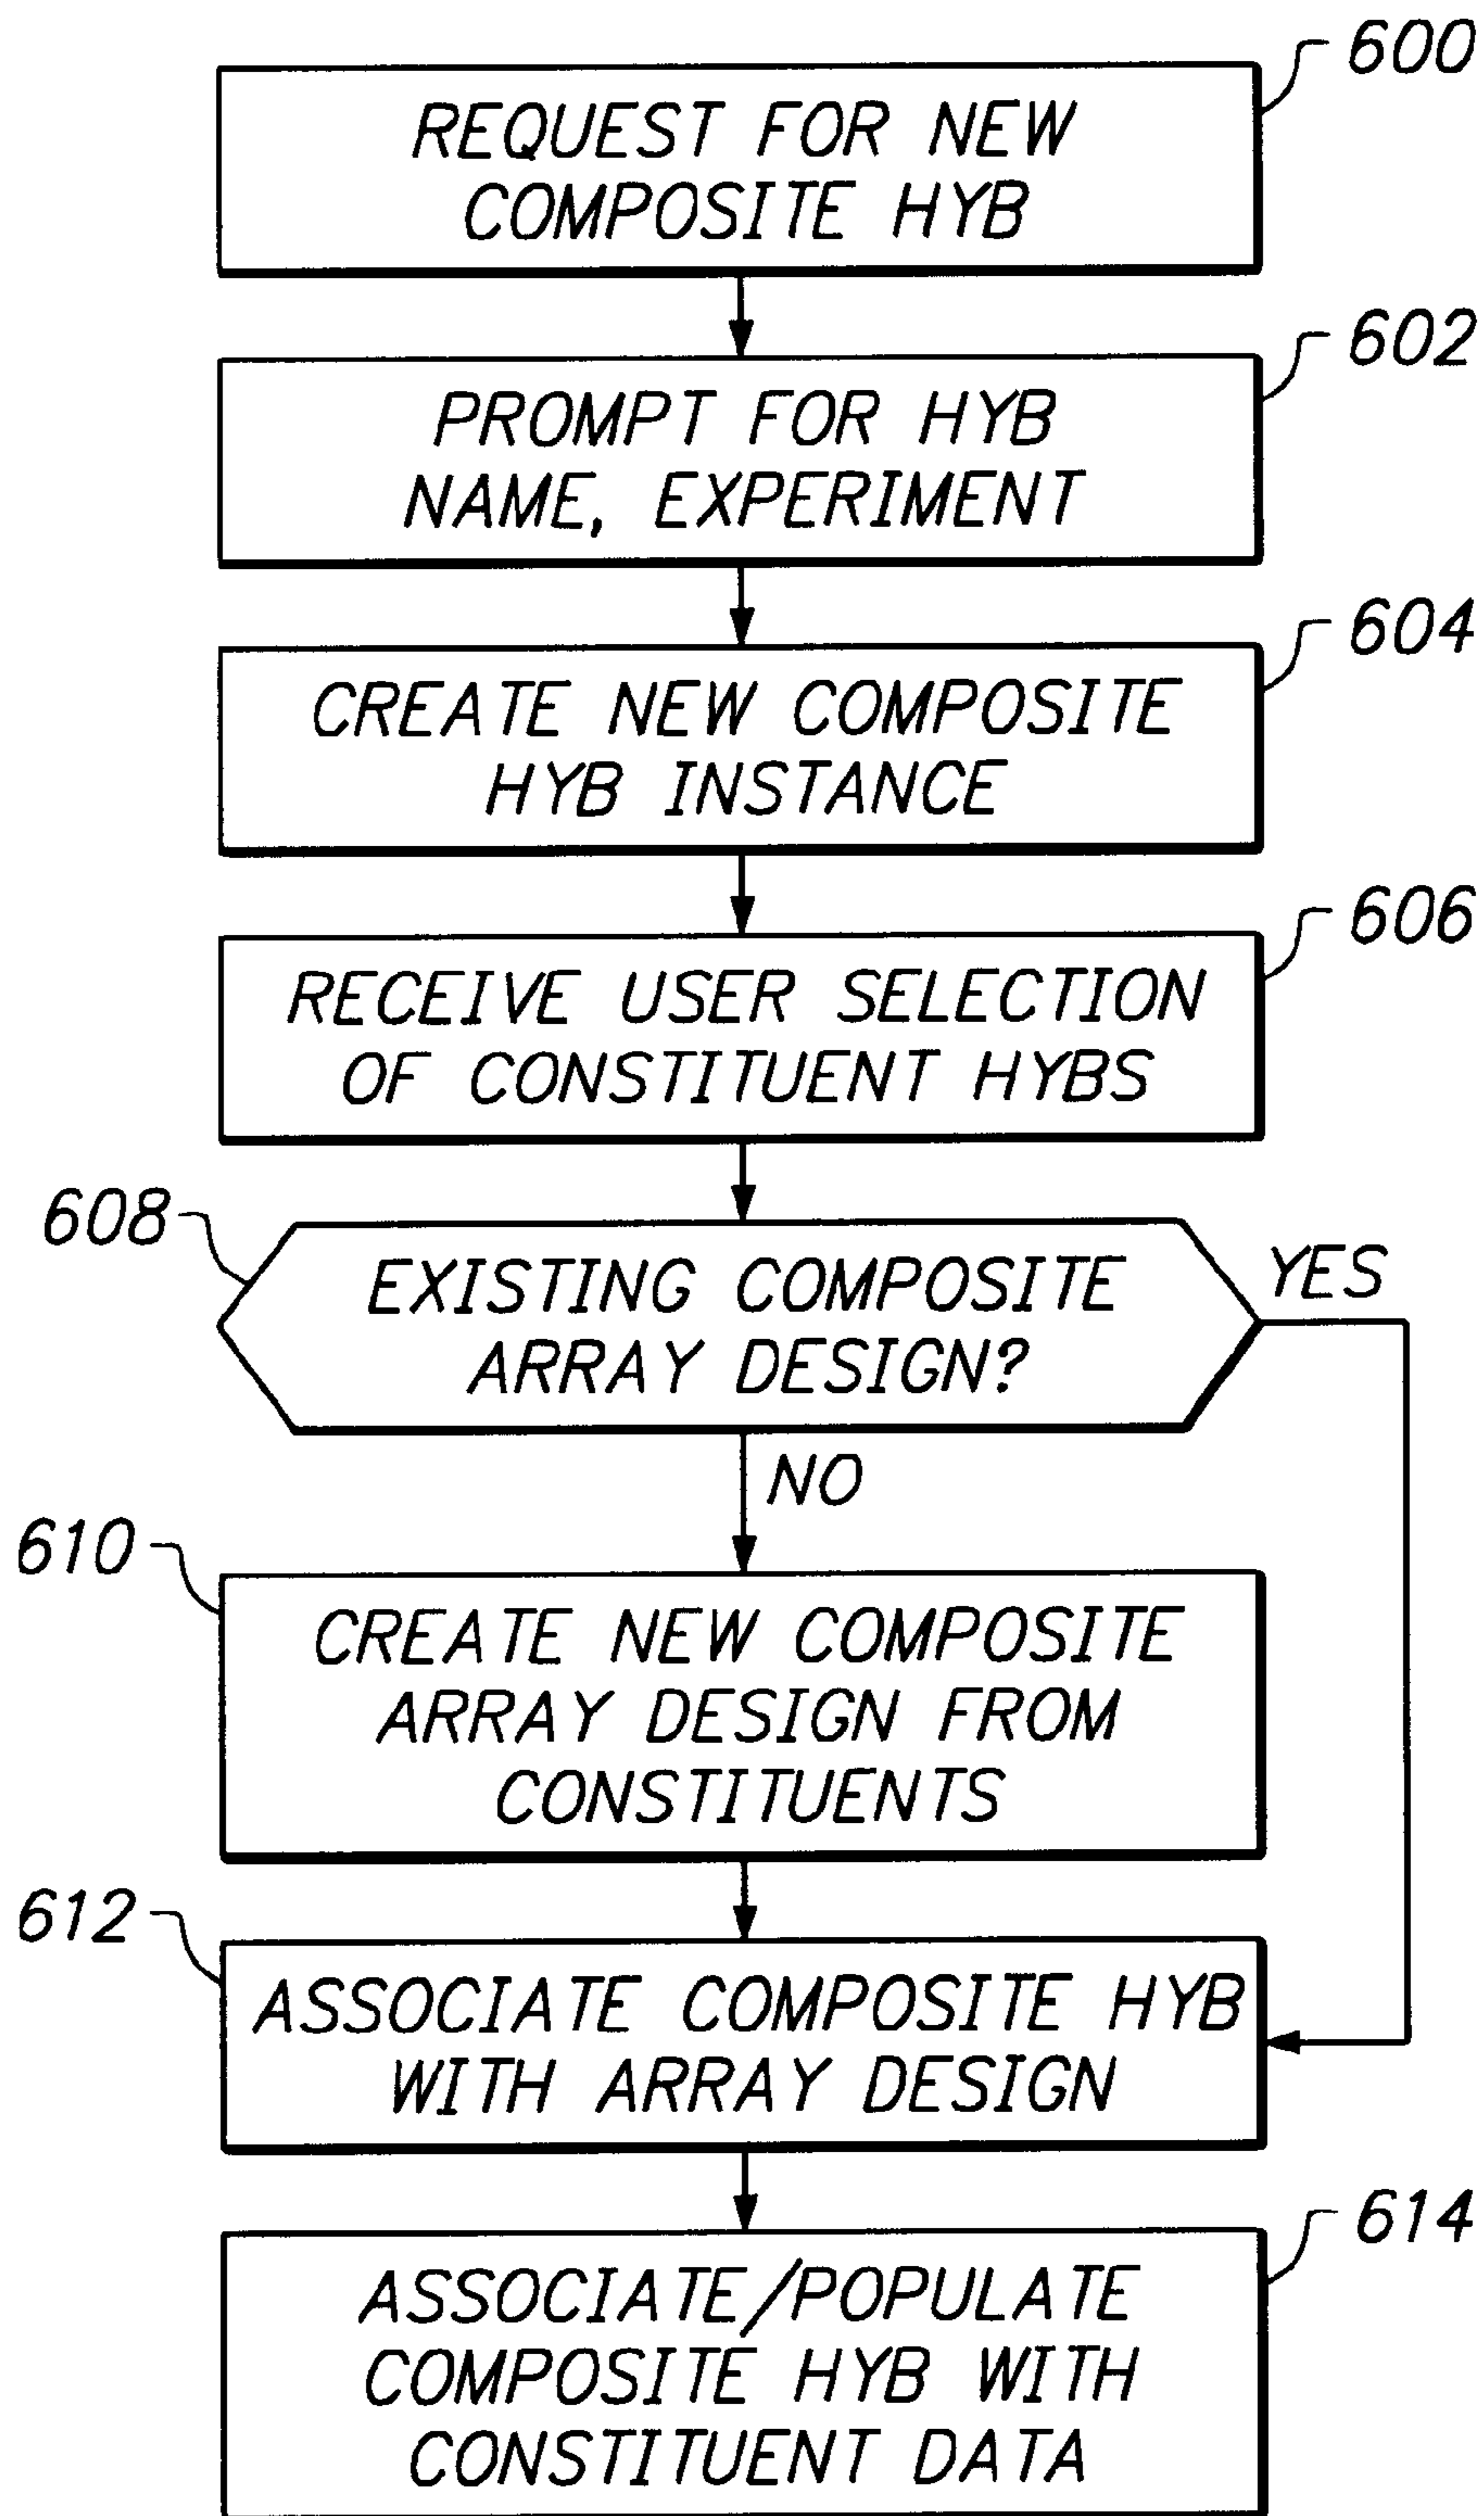 600
REQUEST FOR NEW
COMPOSITE HYB
602
PROMPT FOR HYB
NAME, EXPERIMENT
604
CREATE NEW COMPOSITE
HYB INSTANCE
606
RECEIVE USER SELECTION
OF CONSTITUENT HYBS
608
EXISTING COMPOSITE
ARRAY DESIGN?
YES
NO
610
CREATE NEW COMPOSITE
ARRAY DESIGN FROM
CONSTITUENTS
612
ASSOCIATE COMPOSITE HYB
WITH ARRAY DESIGN
614
ASSOCIATE/POPULATE
COMPOSITE HYB WITH
CONSTITUENT DATA